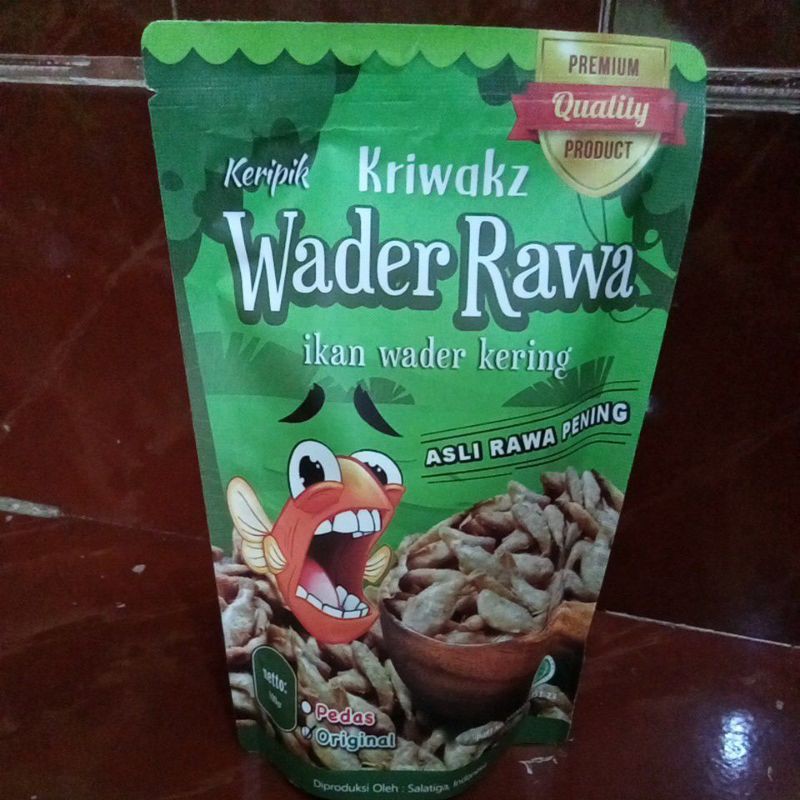 PREMIUM
Quality
PRODUCT
Keripik Kriwakz
Wader Rawa
ikan wader kering
ASLI RAWA PENING
netto:
Pedas
Original
Diproduksi Oleh : Salatiga,